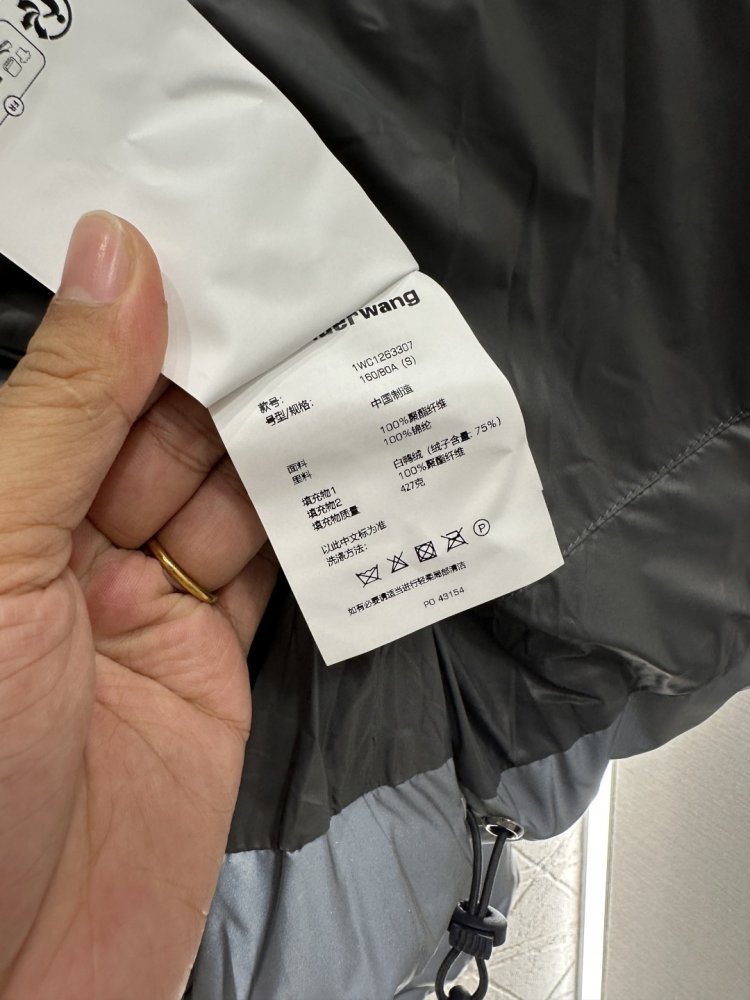 FR
erwang
款号: 1WC1263307
号型/规格: 160/80A (S)
中国制造
面料 100%聚酯纤维
里料 100%锦纶
填充物1 白鸭绒 (绒子含量: 75%)
填充物2 100%聚酯纤维
填充物质量 427克
以此中文标为准
洗涤方法:
P
如有必要请适当进行轻柔局部清洁
PO 43154